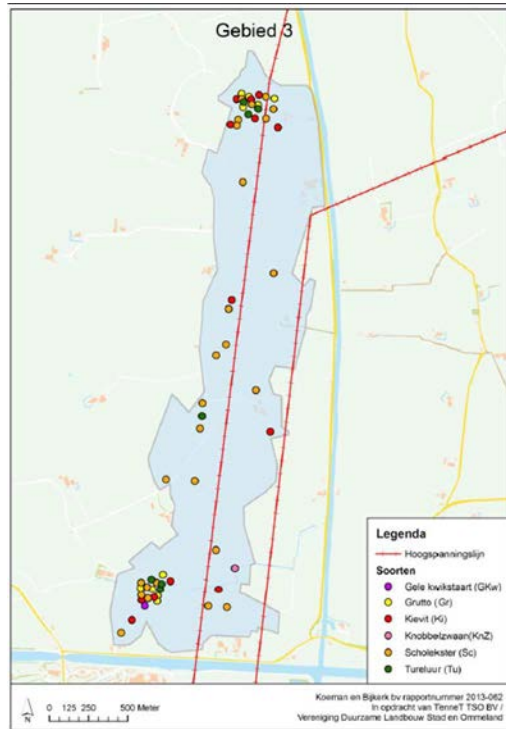 Gebied 3
Legenda
Hoogspanningslijn
Soorten
Gele kwikstaart (GKw)
Grutto (Gr)
Kievit (Ki)
Knobbelzwaan(KnZ)
Scholekster (Sc)
Tureluur (Tu)
N
0 125 250 500 Meter
Koeman en Bijkerk bv rapportnummer 2013-062
In opdracht van TenneT TSO BV /
Vereniging Duurzame Landbouw Stad en Ommeland